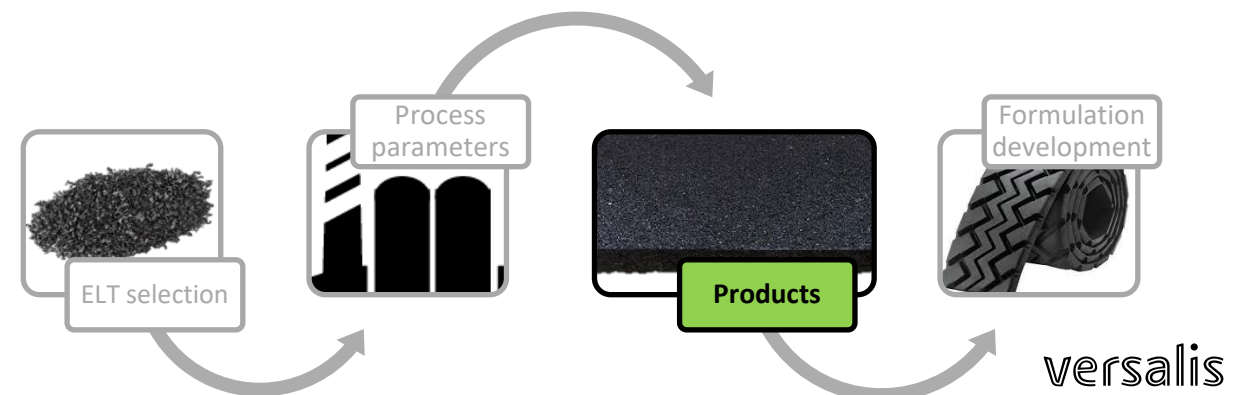 Process
parameters
Formulation
development
ELT selection
Products
versalis